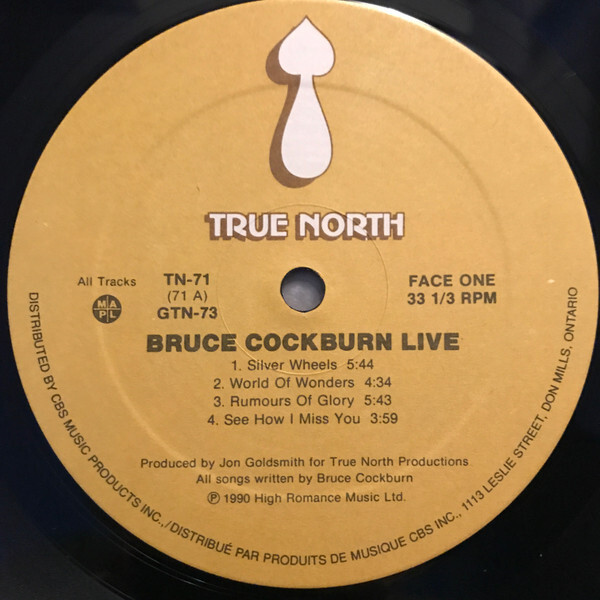 TRUE NORTH
All Tracks
MAPL
TN-71
(71 A)
GTN-73
FACE ONE
33 1/3 RPM
BRUCE COCKBURN LIVE
1. Silver Wheels 5:44
2. World Of Wonders 4:34
3. Rumours Of Glory 5:43
4. See How I Miss You 3:59
Produced by Jon Goldsmith for True North Productions
All songs written by Bruce Cockburn
℗ 1990 High Romance Music Ltd.
DISTRIBUTED BY CBS MUSIC PRODUCTS INC.,/DISTRIBUÉ PAR PRODUITS DE MUSIQUE CBS INC., 1113 LESLIE STREET, DON MILLS, ONTARIO